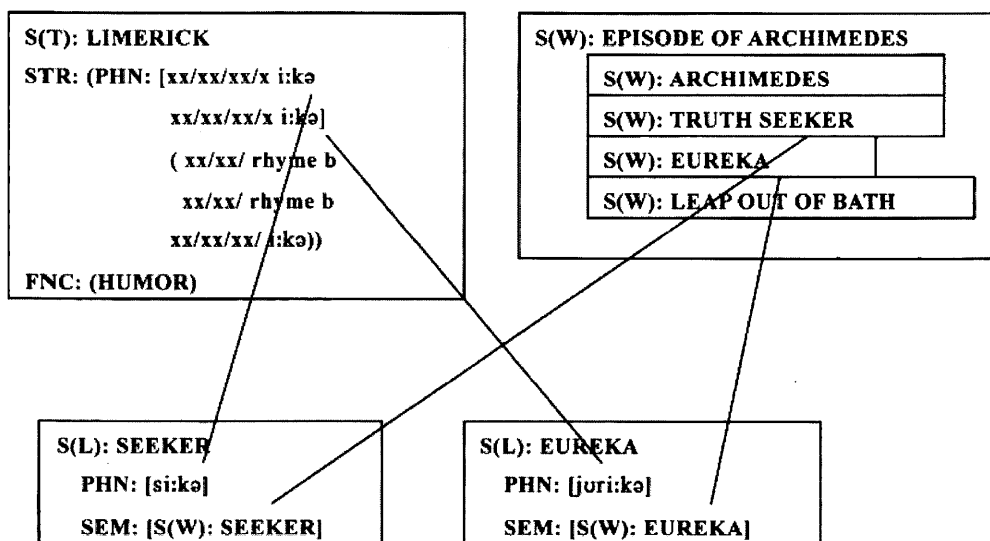 S(T): LIMERICK
STR: (PHN: [xx/xx/xx/x i:kə
xx/xx/xx/x i:kə]
( xx/xx/ rhyme b
xx/xx/ rhyme b
xx/xx/xx/ i:kə))
FNC: (HUMOR)
S(W): EPISODE OF ARCHIMEDES
S(W): ARCHIMEDES
S(W): TRUTH SEEKER
S(W): EUREKA
S(W): LEAP OUT OF BATH
S(L): SEEKER
PHN: [si:kə]
SEM: [S(W): SEEKER]
S(L): EUREKA
PHN: [jʊri:kə]
SEM: [S(W): EUREKA]